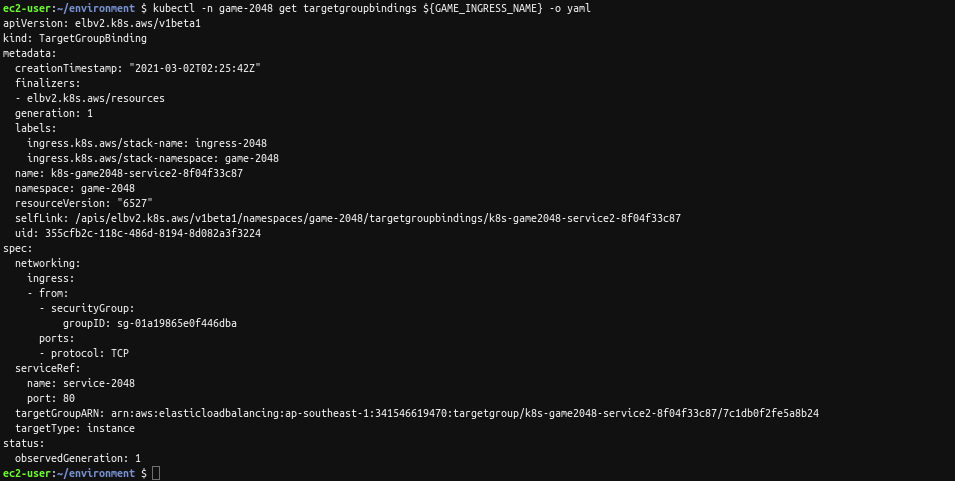 ec2-user:~/environment $ kubectl -n game-2048 get targetgroupbindings ${GAME_INGRESS_NAME} -o yaml
apiVersion: elbv2.k8s.aws/v1beta1
kind: TargetGroupBinding
metadata:
  creationTimestamp: "2021-03-02T02:25:42Z"
  finalizers:
  - elbv2.k8s.aws/resources
  generation: 1
  labels:
    ingress.k8s.aws/stack-name: ingress-2048
    ingress.k8s.aws/stack-namespace: game-2048
  name: k8s-game2048-service2-8f04f33c87
  namespace: game-2048
  resourceVersion: "6527"
  selfLink: /apis/elbv2.k8s.aws/v1beta1/namespaces/game-2048/targetgroupbindings/k8s-game2048-service2-8f04f33c87
  uid: 355cfb2c-118c-486d-8194-8d082a3f3224
spec:
  networking:
    ingress:
    - from:
      - securityGroup:
          groupID: sg-01a19865e0f446dba
      ports:
      - protocol: TCP
  serviceRef:
    name: service-2048
    port: 80
  targetGroupARN: arn:aws:elasticloadbalancing:ap-southeast-1:341546619470:targetgroup/k8s-game2048-service2-8f04f33c87/7c1db0f2fe5a8b24
  targetType: instance
status:
  observedGeneration: 1
ec2-user:~/environment $